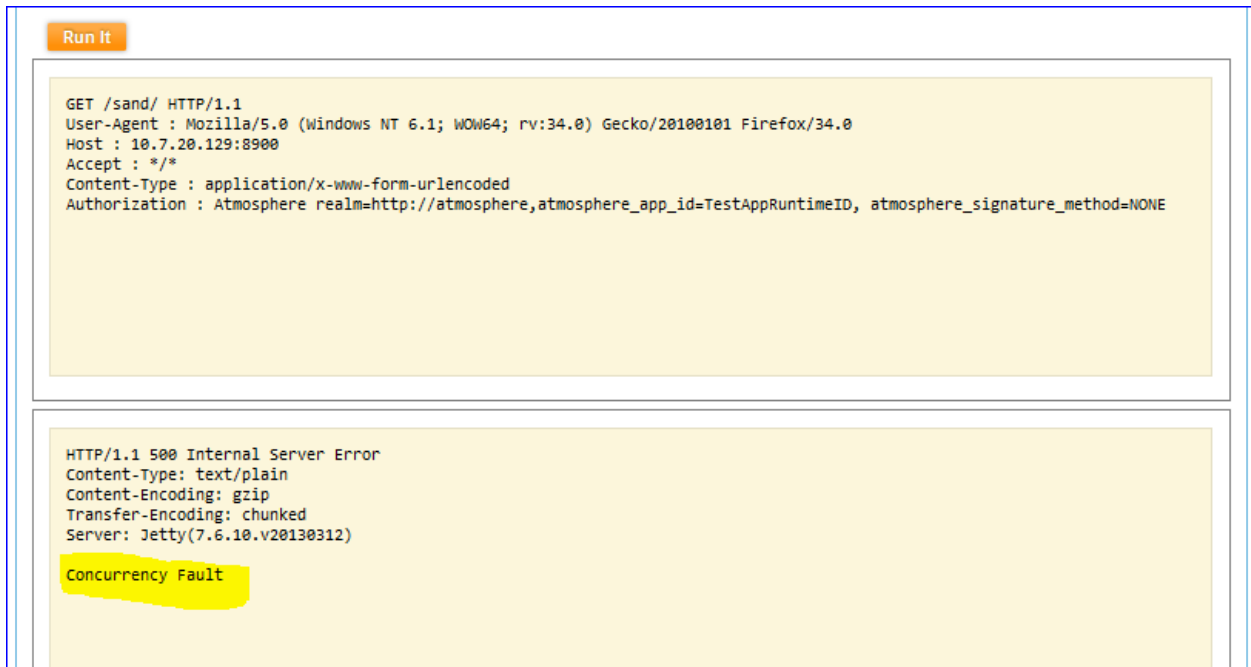 Run It
GET /sand/ HTTP/1.1
User-Agent : Mozilla/5.0 (Windows NT 6.1; WOW64; rv:34.0) Gecko/20100101 Firefox/34.0
Host : 10.7.20.129:8900
Accept : */*
Content-Type : application/x-www-form-urlencoded
Authorization : Atmosphere realm=http://atmosphere,atmosphere_app_id=TestAppRuntimeID, atmosphere_signature_method=NONE
HTTP/1.1 500 Internal Server Error
Content-Type: text/plain
Content-Encoding: gzip
Transfer-Encoding: chunked
Server: Jetty(7.6.10.v20130312)
Concurrency Fault